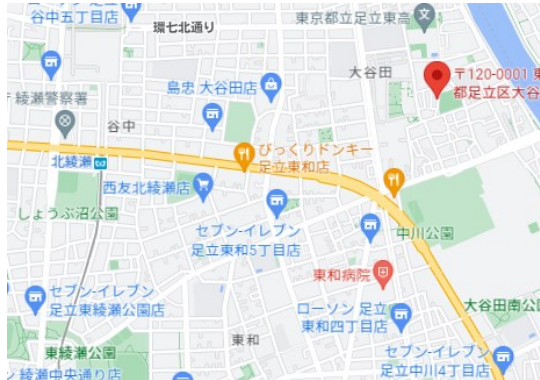 谷中五丁目店
環七北通り
東京都立足立東高
大谷田
〒120-0001 東
都足立区大谷
島忠 大谷田店
綾瀬警察署
谷中
びっくりドンキー
足立東和店
北綾瀬
西友北綾瀬店
しょうぶ沼公園
セブン-イレブン
足立東和5丁目店
中川公園
東和病院
セブン-イレブン
足立東綾瀬公園店
ローソン 足立
東和四丁目店
大谷田南公
東和
東綾瀬公園
セブン-イレブン
足立中川4丁目店
綾瀬中央通り店